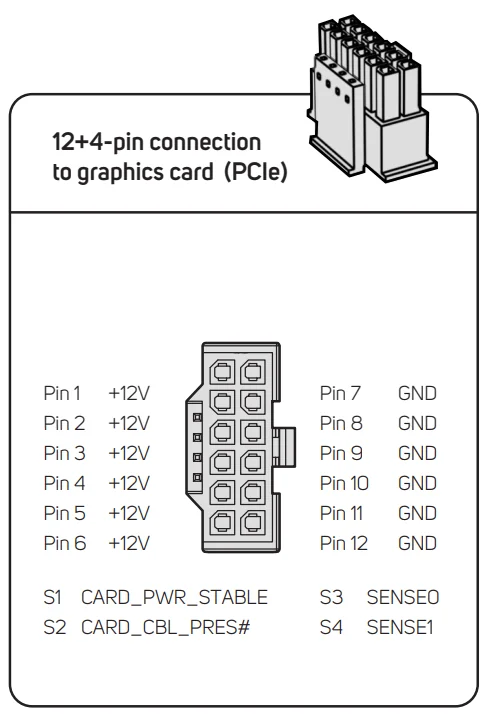 12+4-pin connection
to graphics card (PCIe)
Pin 1 +12V Pin 7 GND
Pin 2 +12V Pin 8 GND
Pin 3 +12V Pin 9 GND
Pin 4 +12V Pin 10 GND
Pin 5 +12V Pin 11 GND
Pin 6 +12V Pin 12 GND
S1 CARD_PWR_STABLE S3 SENSE0
S2 CARD_CBL_PRES# S4 SENSE1